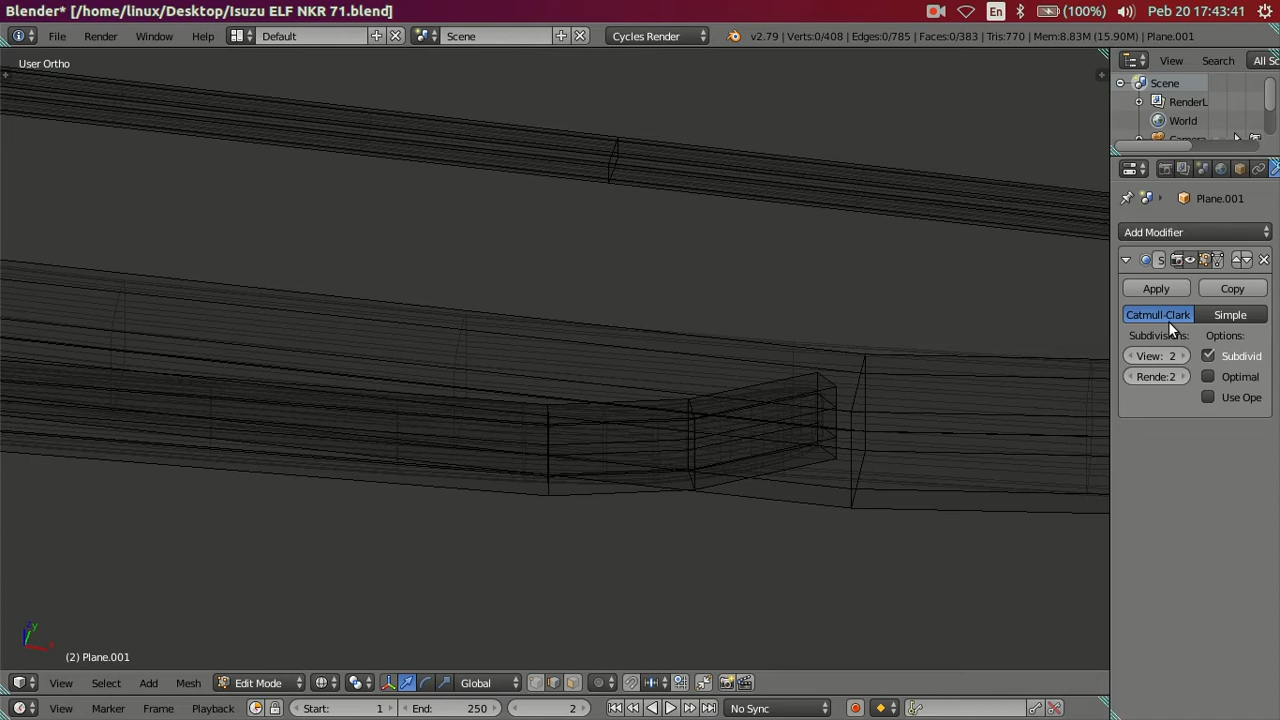 Blender* [/home/linux/Desktop/Isuzu ELF NKR 71.blend]
En (100%) Peb 20 17:43:41
File Render Window Help Default Scene Cycles Render v2.79 | Verts:0/408 | Edges:0/785 | Faces:0/383 | Tris:770 | Mem:8.83M (15.90M) | Plane.001
User Ortho
View Search All Sc
Scene
RenderL
World
Camera
Plane.001
Add Modifier
S
Apply Copy
Catmull-Clark Simple
Subdivisions: Options:
View: 2 Subdivid
Rende:2 Optimal
Use Ope
(2) Plane.001
View Select Add Mesh Edit Mode Global
View Marker Frame Playback Start: 1 End: 250 2 No Sync